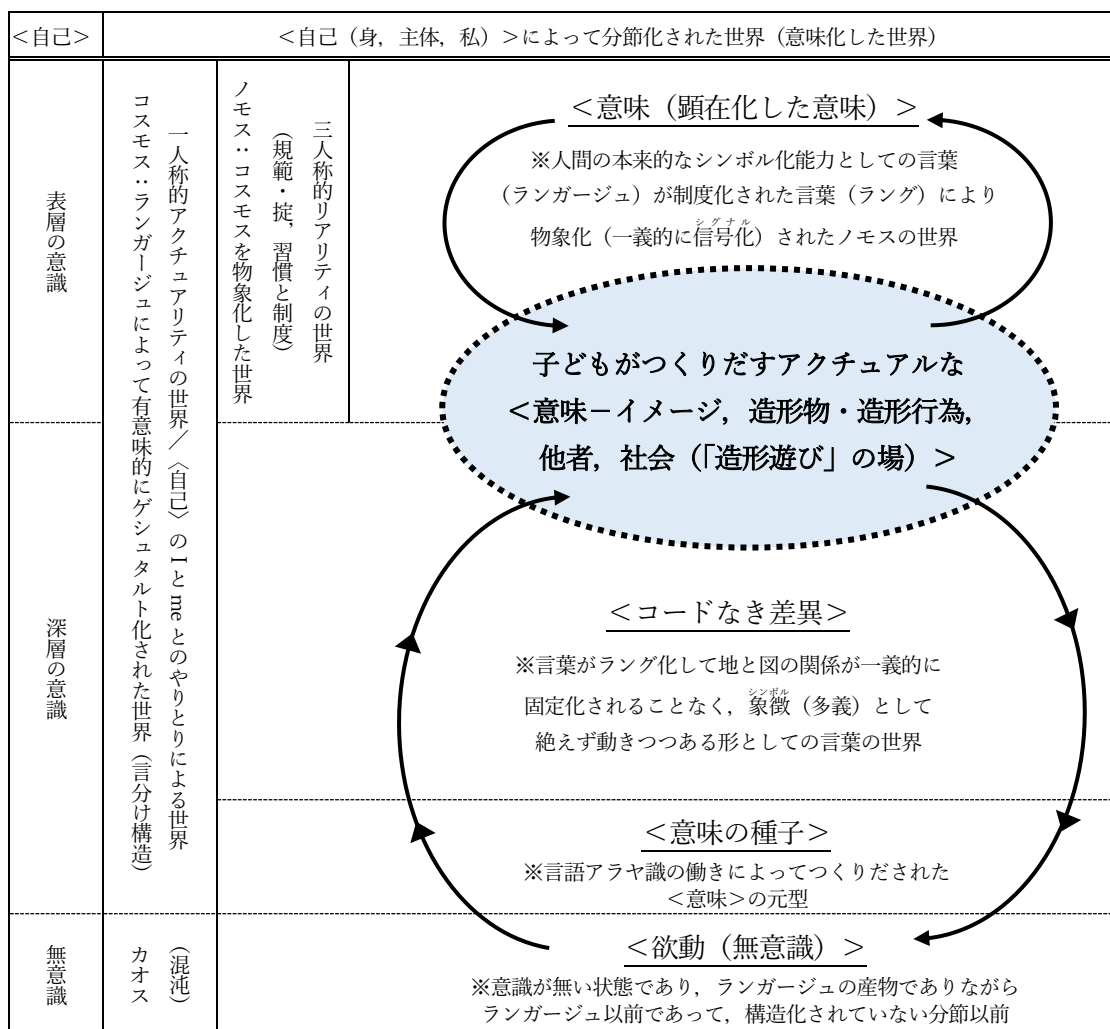 ＜自己＞
＜自己（身，主体，私）＞によって分節化された世界（意味化した世界）
表層の意識
深層の意識
無意識
一人称的アクチュアリティの世界／〈自己〉のIとmeとのやりとりによる世界
コスモス：ランガージュによって有意味的にゲシュタルト化された世界（言分け構造）
（混沌）
カオス
三人称的リアリティの世界
（規範・掟，習慣と制度）
ノモス：コスモスを物象化した世界
＜意味（顕在化した意味）＞
※人間の本来的なシンボル化能力としての言葉
（ランガージュ）が制度化された言葉（ラング）により
シグナル
物象化（一義的に信号化）されたノモスの世界
子どもがつくりだすアクチュアルな
＜意味－イメージ，造形物・造形行為，
他者，社会（「造形遊び」の場）＞
＜コードなき差異＞
※言葉がラング化して地と図の関係が一義的に
シンボル
固定化されることなく，象徴（多義）として
絶えず動きつつある形としての言葉の世界
＜意味の種子＞
※言語アラヤ識の働きによってつくりだされた
＜意味＞の元型
＜欲動（無意識）＞
※意識が無い状態であり，ランガージュの産物でありながら
ランガージュ以前であって，構造化されていない分節以前